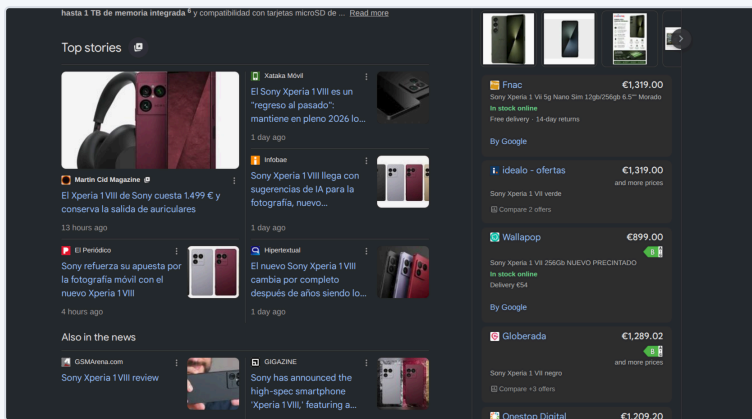 hasta 1 TB de memoria integrada 6 y compatibilidad con tarjetas microSD de ... Read more
Top stories
Martin Cid Magazine
El Xperia 1 VIII de Sony cuesta 1.499 € y
conserva la salida de auriculares
13 hours ago
Xataka Móvil
El Sony Xperia 1 VIII es un
"regreso al pasado":
mantiene en pleno 2026 lo...
1 day ago
Infobae
Sony Xperia 1 VIII llega con
sugerencias de IA para la
fotografía, nuevo...
1 day ago
El Periódico
Sony refuerza su apuesta por
la fotografía móvil con el
nuevo Xperia 1 VIII
4 hours ago
Hipertextual
El nuevo Sony Xperia 1 VIII
cambia por completo
después de años siendo lo...
1 day ago
Also in the news
GSMArena.com
Sony Xperia 1 VIII review
GIGAZINE
Sony has announced the
high-spec smartphone
'Xperia 1 VIII,' featuring a...
Fnac €1,319.00
Sony Xperia 1 Vii 5g Nano Sim 12gb/256gb 6.5"" Morado
In stock online
Free delivery · 14-day returns
By Google
idealo - ofertas €1,319.00
and more prices
Sony Xperia 1 VII verde
Compare 2 offers
Wallapop €899.00
B
Sony Xperia 1 VII 256Gb NUEVO PRECINTADO
In stock online
Delivery €54
By Google
Globerada €1,289.02
B
and more prices
Sony Xperia 1 VII negro
Compare +3 offers
Oneston Digital €1,209.20